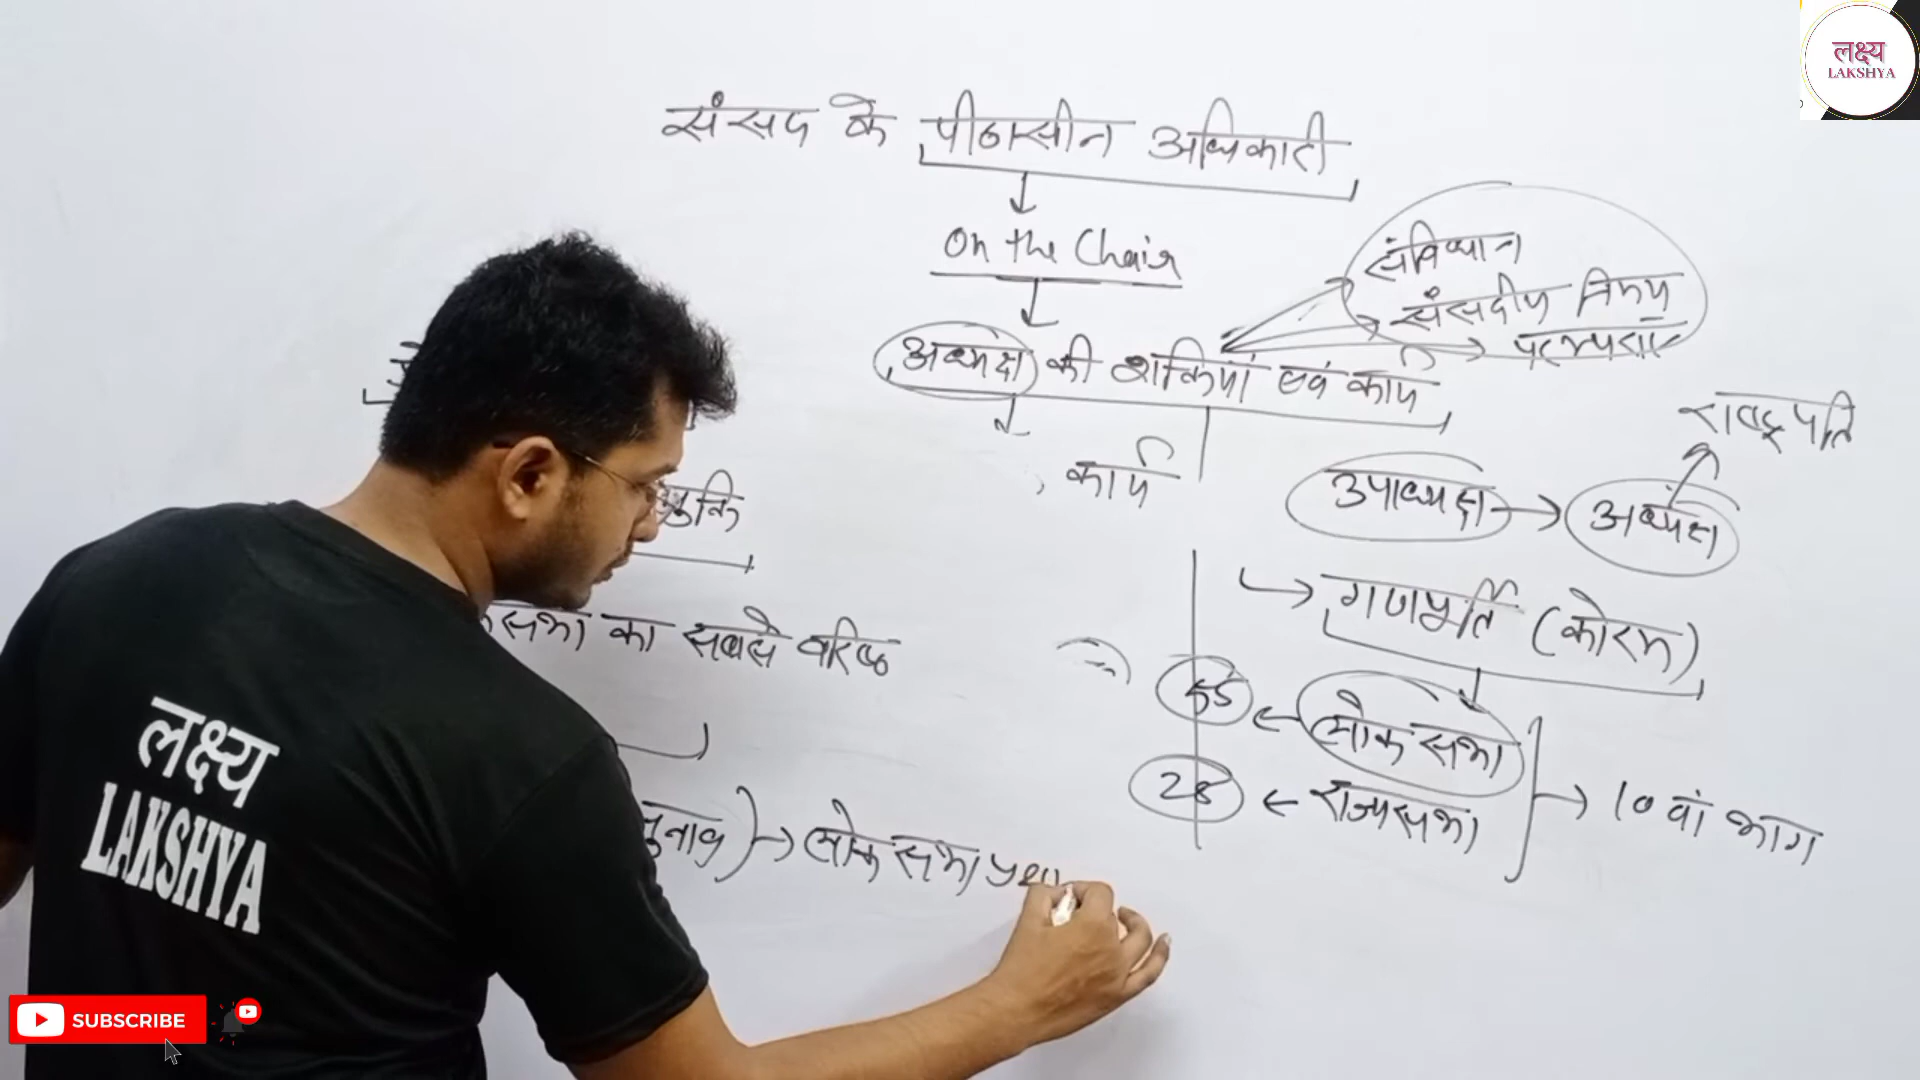 लक्ष्य
LAKSHYA
संसद के पीठासीन अधिकारी
On the Chair
संविधान
संसदीय नियम
परम्पराएं
अध्यक्ष की शक्तियां एवं कार्य
राष्ट्रपति
कार्य
उपाध्यक्ष → अध्यक्ष
गणपूर्ति (कोरम)
सभा का सबसे वरिष्ठ
55 ← लोक सभा
28 ← राज्यसभा
→ 10 वां भाग
चुनाव) → लोक सभा
लक्ष्य
LAKSHYA
SUBSCRIBE